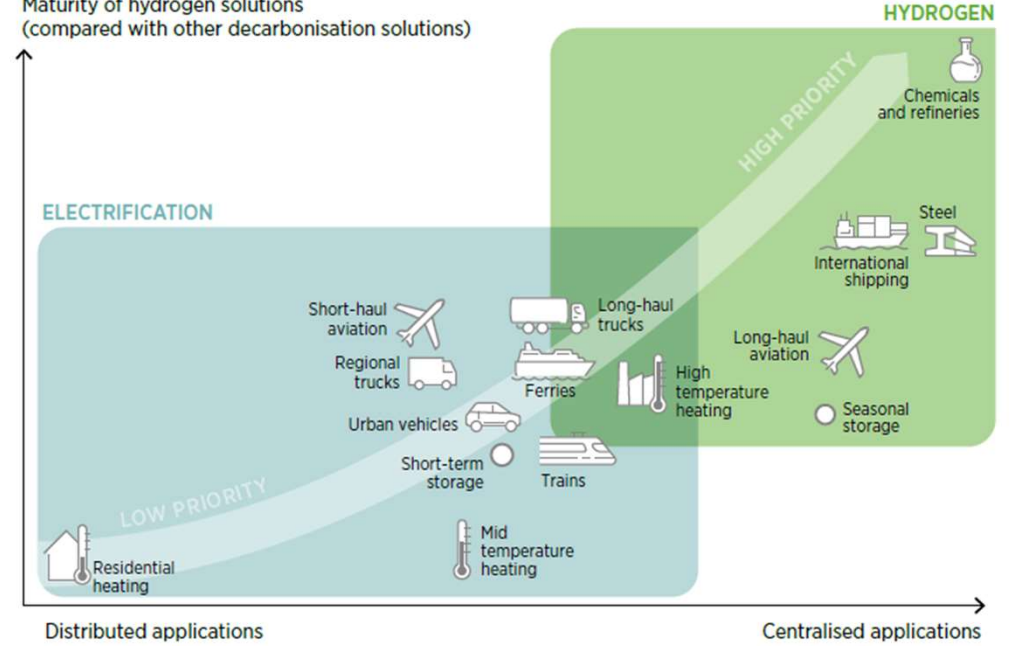 Maturity of hydrogen solutions
(compared with other decarbonisation solutions)
HYDROGEN
HIGH PRIORITY
Chemicals
and refineries
ELECTRIFICATION
Steel
International
shipping
Short-haul
aviation
Long-haul
trucks
Long-haul
aviation
Regional
trucks
Ferries
High
temperature
heating
Seasonal
storage
Urban vehicles
Short-term
storage
Trains
LOW PRIORITY
Mid
temperature
heating
Residential
heating
Distributed applications
Centralised applications